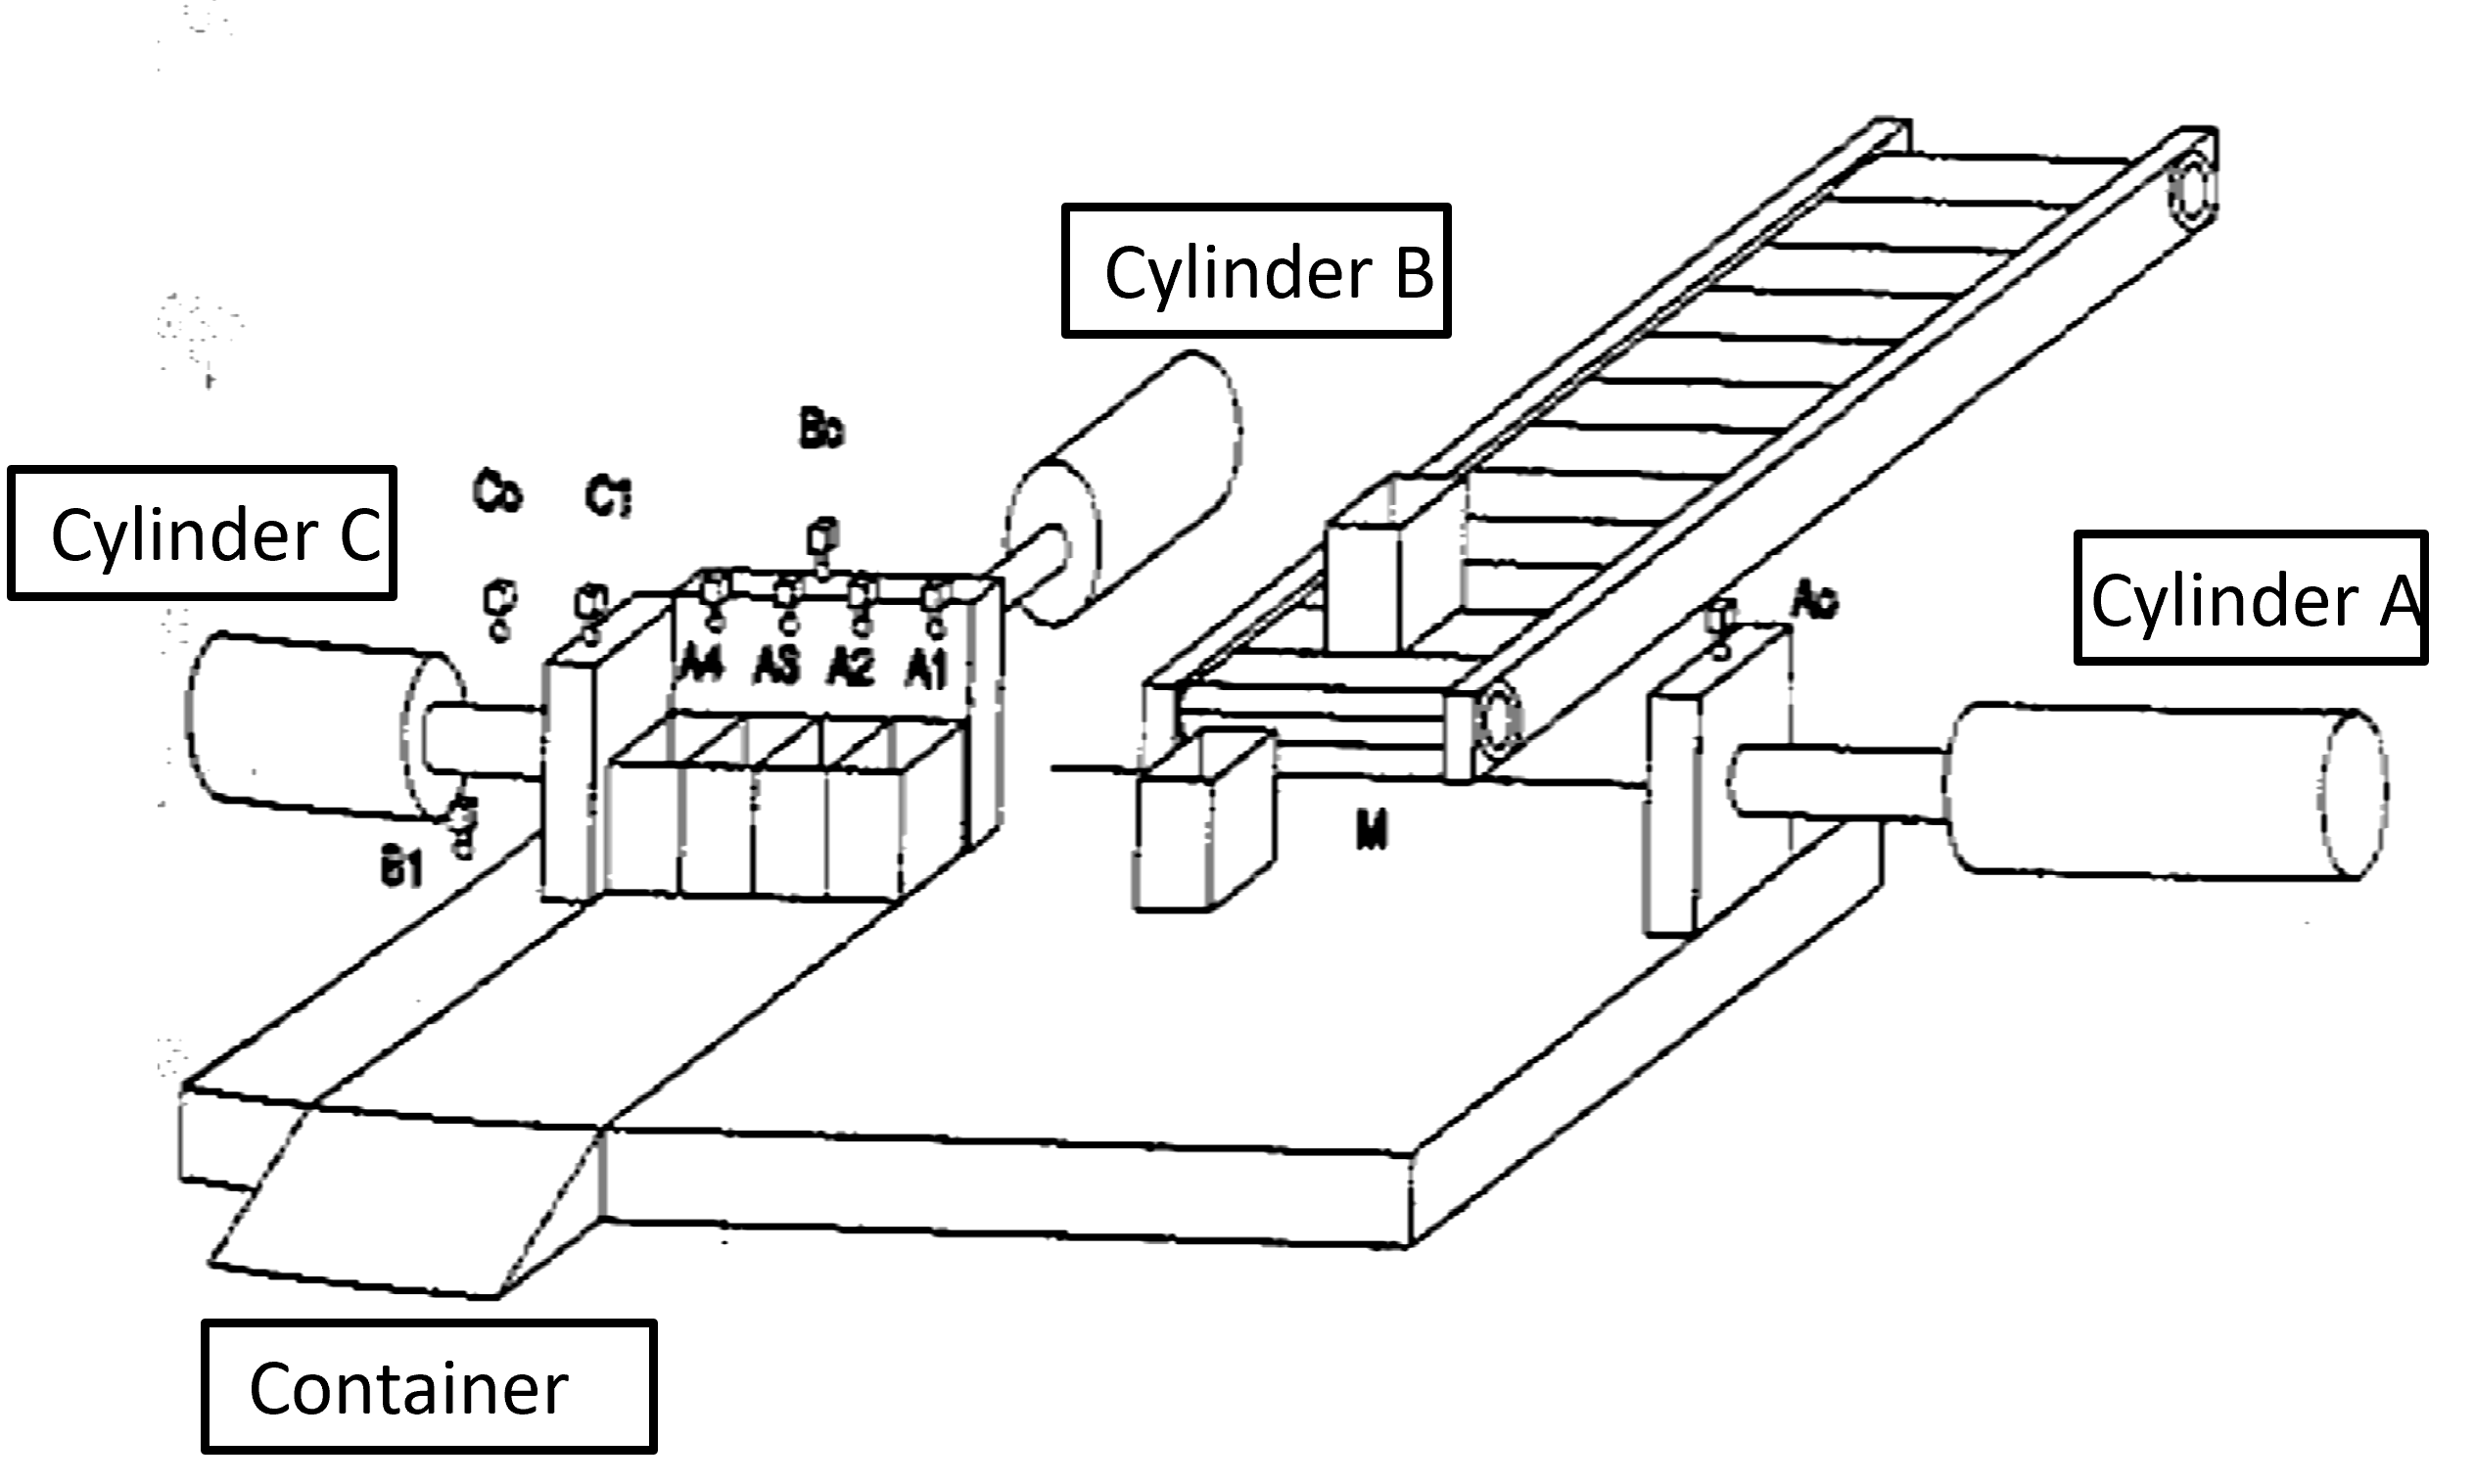 Cylinder B
Bo
Cylinder C
Co
C1
Cylinder A
Ao
A4
A3
A2
A1
M
B1
Container